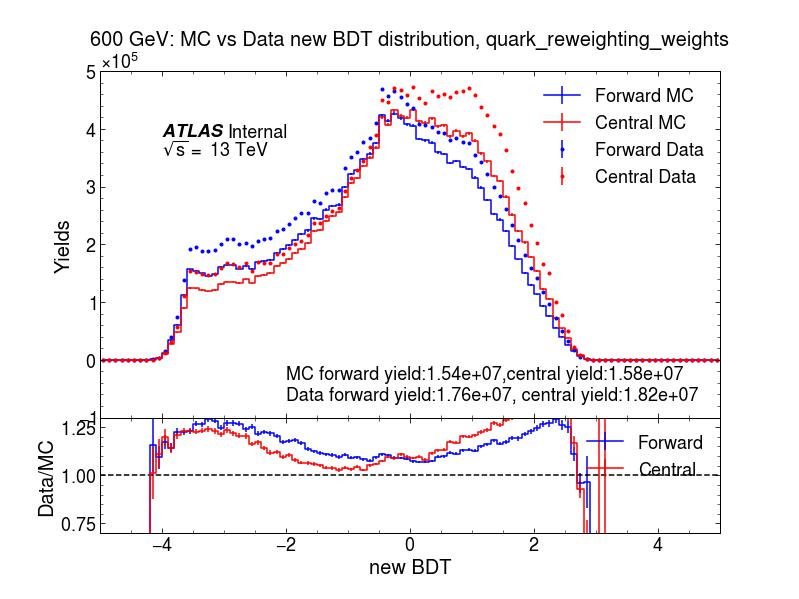 600 GeV: MC vs Data new BDT distribution, quark_reweighting_weights
×10⁵
5
4
3
2
1
0
1
Yields
ATLAS Internal
√s = 13 TeV
Forward MC
Central MC
Forward Data
Central Data
MC forward yield:1.54e+07,central yield:1.58e+07
Data forward yield:1.76e+07, central yield:1.82e+07
1.25
1.00
0.75
Data/MC
Forward
Central
−4
−2
0
2
4
new BDT